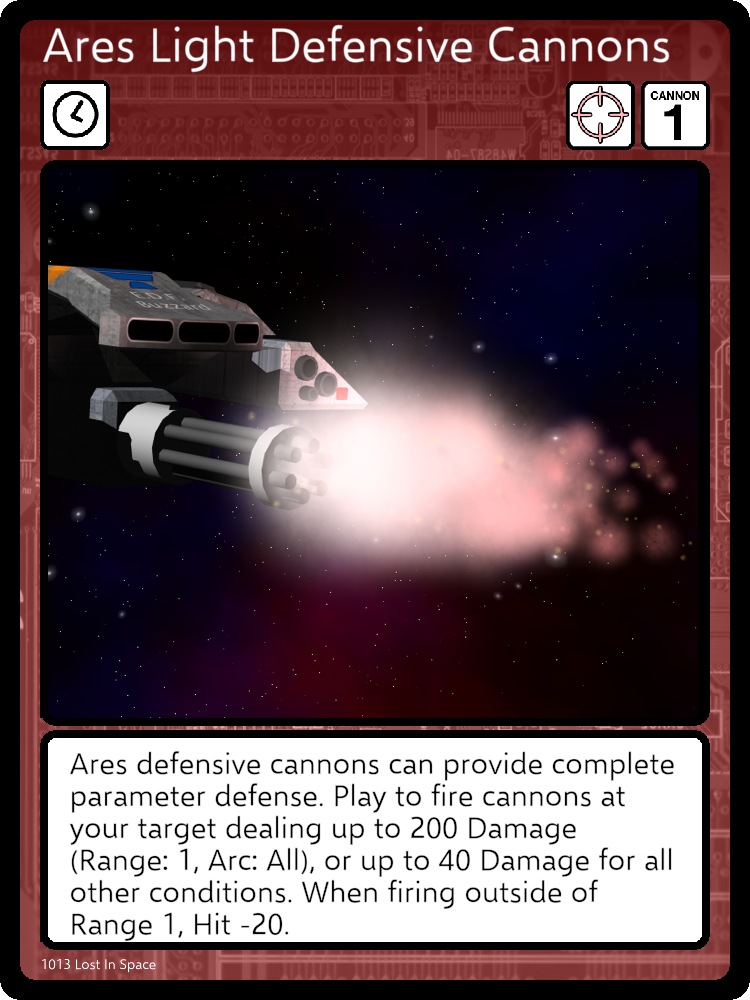 Ares Light Defensive Cannons
CANNON
1
E.D.F.
Buzzard
Ares defensive cannons can provide complete
parameter defense. Play to fire cannons at
your target dealing up to 200 Damage
(Range: 1, Arc: All), or up to 40 Damage for all
other conditions. When firing outside of
Range 1, Hit -20.
1013 Lost In Space